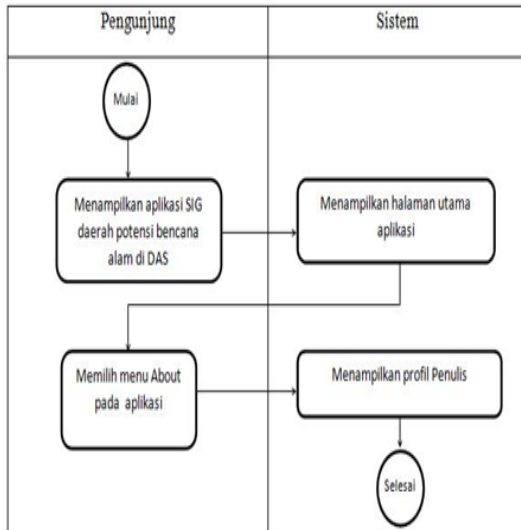 Pengunjung
Sistem
Mulai
Menampilkan aplikasi SIG
daerah potensi bencana
alam di DAS
Menampilkan halaman utama
aplikasi
Memilih menu About
pada aplikasi
Menampilkan profil Penulis
Selesai